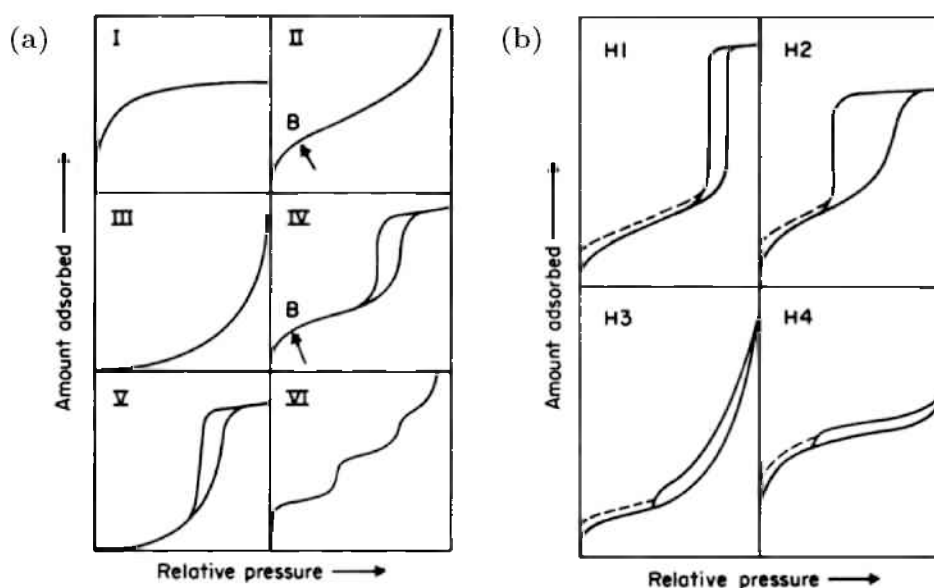 (a)
I
II
B
III
IV
B
V
VI
Amount adsorbed
Relative pressure
(b)
H1
H2
H3
H4
Amount adsorbed
Relative pressure